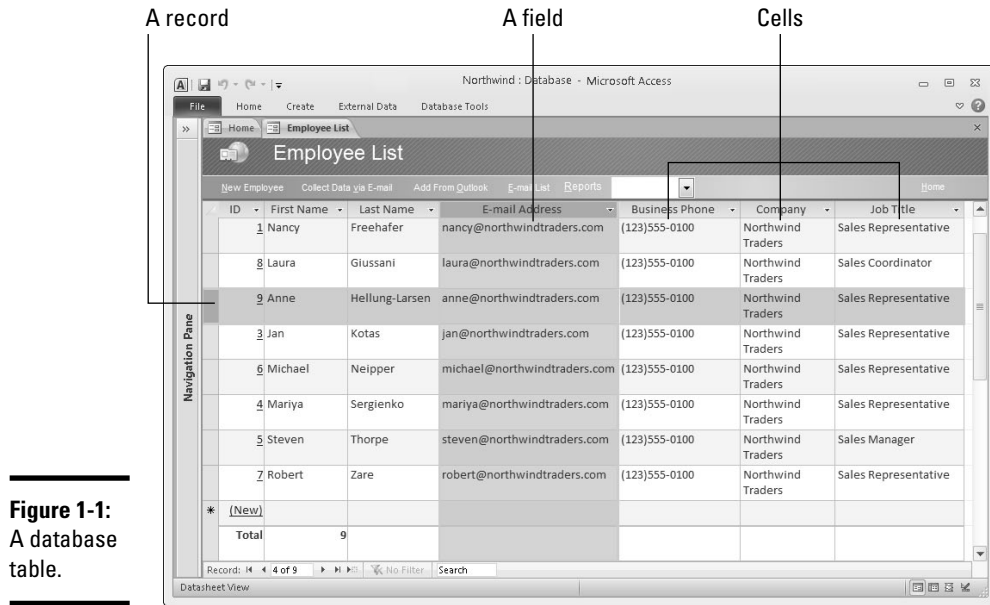 A record A field Cells
Northwind : Database - Microsoft Access
File Home Create External Data Database Tools
Home Employee List
Employee List
New Employee Collect Data via E-mail Add From Outlook E-mail List Reports Home
ID First Name Last Name E-mail Address Business Phone Company Job Title
1 Nancy Freehafer nancy@northwindtraders.com (123)555-0100 Northwind Traders Sales Representative
8 Laura Giussani laura@northwindtraders.com (123)555-0100 Northwind Traders Sales Coordinator
9 Anne Hellung-Larsen anne@northwindtraders.com (123)555-0100 Northwind Traders Sales Representative
3 Jan Kotas jan@northwindtraders.com (123)555-0100 Northwind Traders Sales Representative
6 Michael Neipper michael@northwindtraders.com (123)555-0100 Northwind Traders Sales Representative
4 Mariya Sergienko mariya@northwindtraders.com (123)555-0100 Northwind Traders Sales Representative
5 Steven Thorpe steven@northwindtraders.com (123)555-0100 Northwind Traders Sales Manager
7 Robert Zare robert@northwindtraders.com (123)555-0100 Northwind Traders Sales Representative
* (New)
Total 9
Navigation Pane
Record: 4 of 9 No Filter Search
Datasheet View
Figure 1-1:
A database
table.